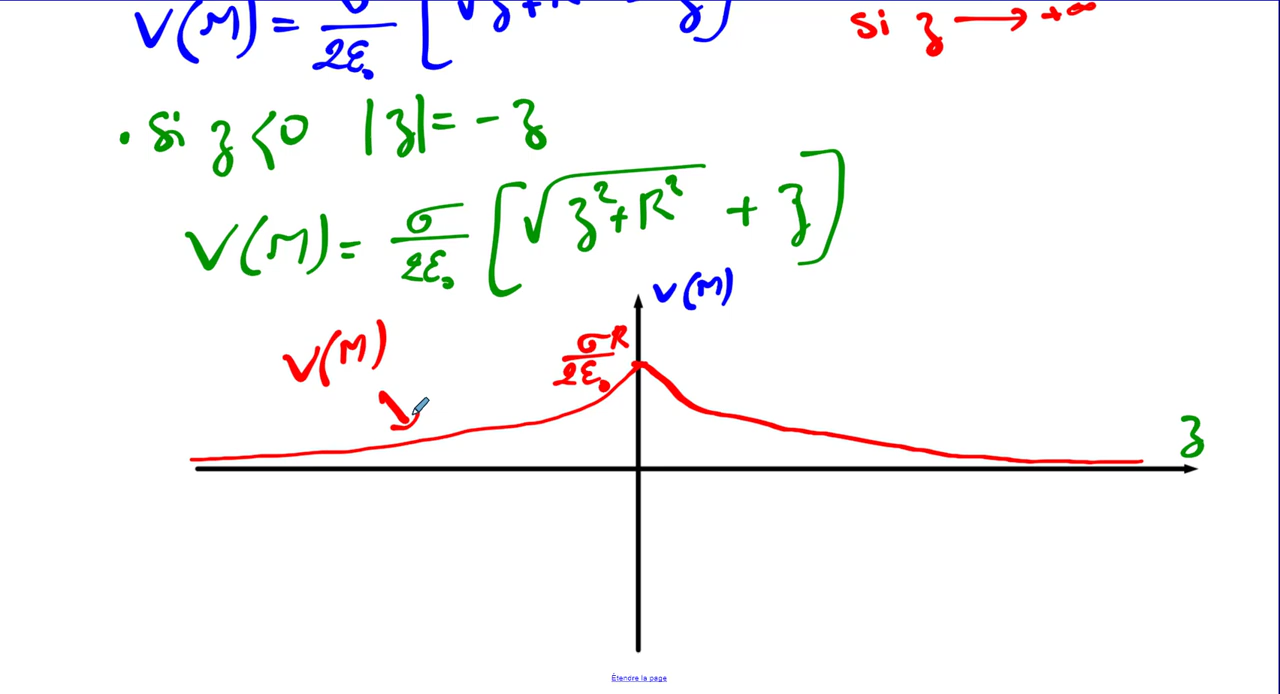 V(M) = σ/2ε₀ [√z²+R² - z]
si z → +∞
• Si z < 0 |z| = - z
V(M) = σ/2ε₀ [√z²+R² + z]
V(M)
σR/2ε₀
V(M)
z
Étendre la page